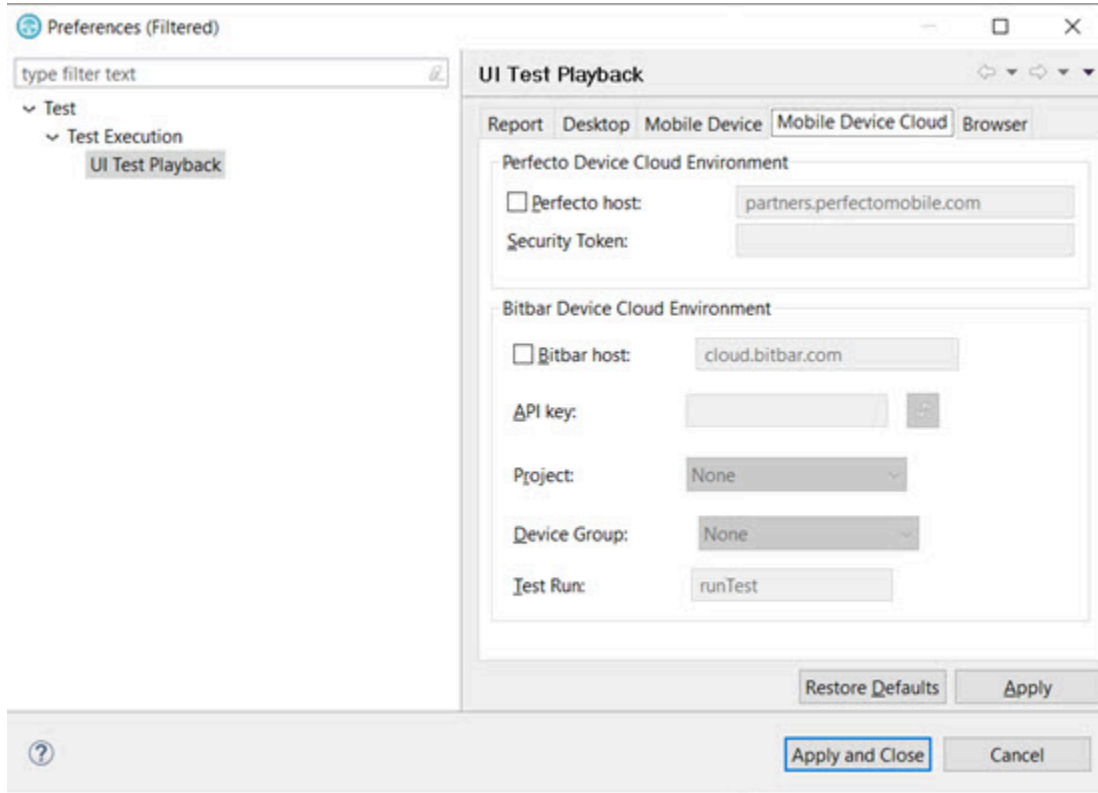 Preferences (Filtered)
type filter text
Test
Test Execution
UI Test Playback
UI Test Playback
Report Desktop Mobile Device Mobile Device Cloud Browser
Perfecto Device Cloud Environment
Perfecto host: partners.perfectomobile.com
Security Token:
Bitbar Device Cloud Environment
Bitbar host: cloud.bitbar.com
API key:
Project: None
Device Group: None
Test Run: runTest
Restore Defaults Apply
? Apply and Close Cancel